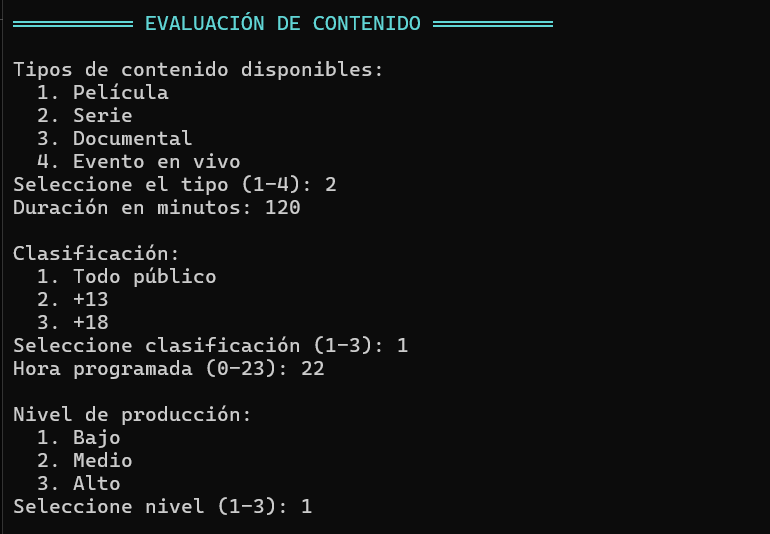 ══════════ EVALUACIÓN DE CONTENIDO ══════════
Tipos de contenido disponibles:
1. Película
2. Serie
3. Documental
4. Evento en vivo
Seleccione el tipo (1-4): 2
Duración en minutos: 120
Clasificación:
1. Todo público
2. +13
3. +18
Seleccione clasificación (1-3): 1
Hora programada (0-23): 22
Nivel de producción:
1. Bajo
2. Medio
3. Alto
Seleccione nivel (1-3): 1